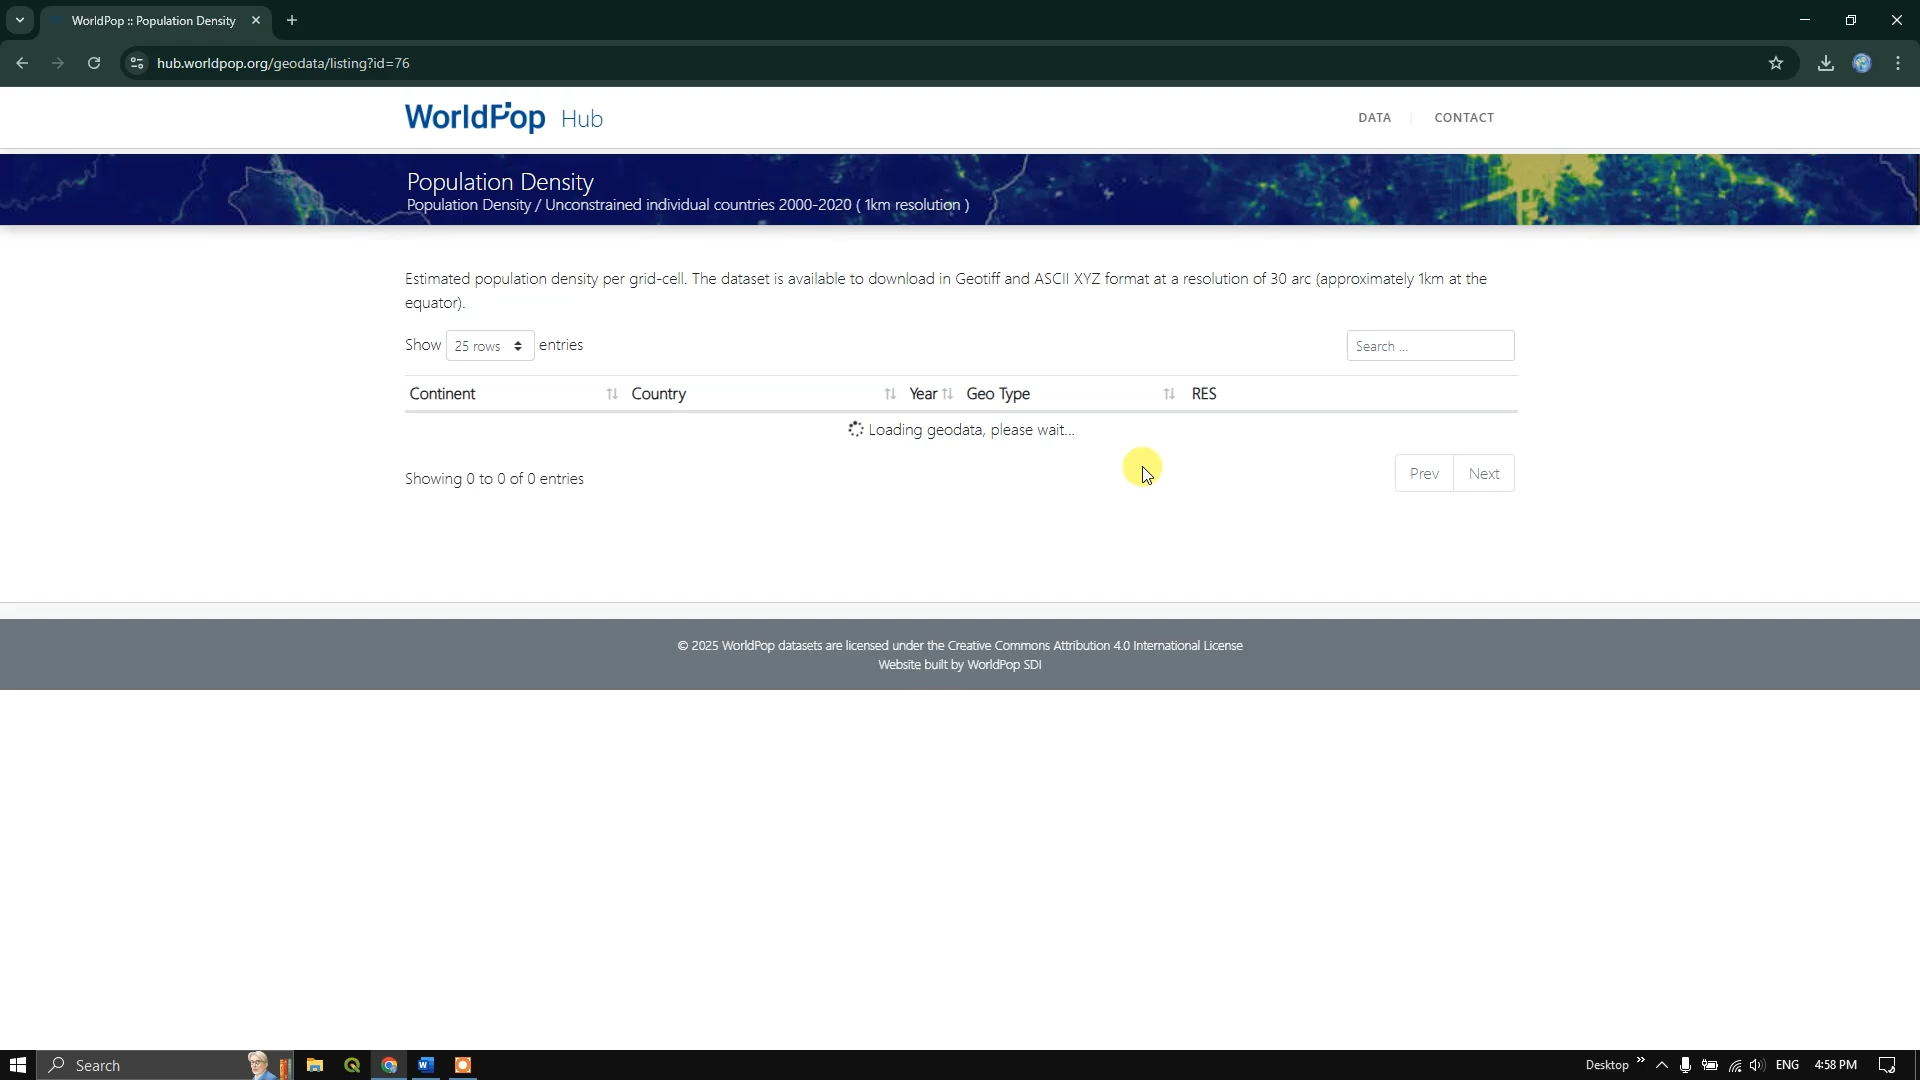 WorldPop :: Population Density
hub.worldpop.org/geodata/listing?id=76
WorldPop Hub
DATA
CONTACT
Population Density
Population Density / Unconstrained individual countries 2000-2020 ( 1km resolution )
Estimated population density per grid-cell. The dataset is available to download in Geotiff and ASCII XYZ format at a resolution of 30 arc (approximately 1km at the
equator).
Show 25 rows entries
Search ...
Continent Country Year Geo Type RES
Loading geodata, please wait...
Showing 0 to 0 of 0 entries
Prev Next
© 2025 WorldPop datasets are licensed under the Creative Commons Attribution 4.0 International License
Website built by WorldPop SDI
Search
Desktop
ENG
4:58 PM